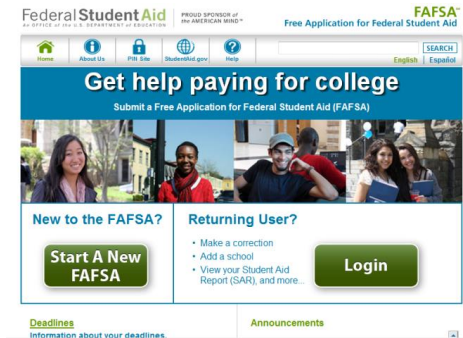 Federal Student Aid
An OFFICE of the U.S. DEPARTMENT of EDUCATION
PROUD SPONSOR of
the AMERICAN MIND™
FAFSA™
Free Application for Federal Student Aid
Home
About Us
PIN Site
StudentAid.gov
Help
SEARCH
English | Español
Get help paying for college
Submit a Free Application for Federal Student Aid (FAFSA)
New to the FAFSA?
Start A New
FAFSA
Returning User?
• Make a correction
• Add a school
• View your Student Aid
Report (SAR), and more...
Login
Deadlines
Information about your deadlines.
Announcements